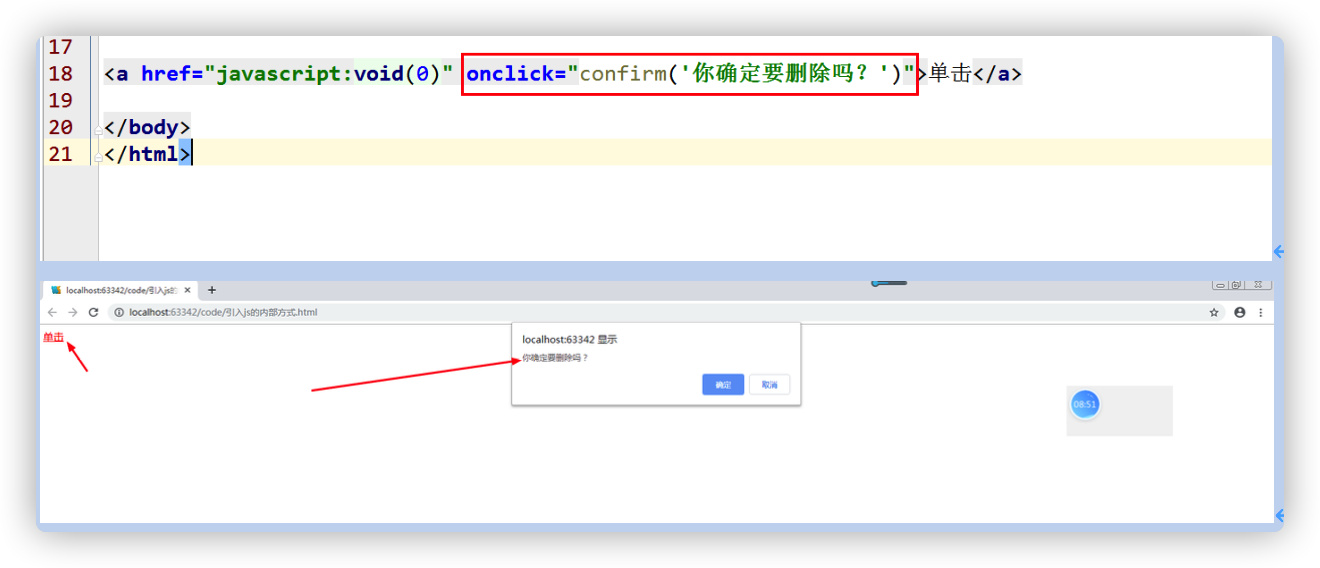 17
18 <a href="javascript:void(0)" onclick="confirm('你确定要删除吗？')">单击</a>
19
20 </body>
21 </html>
localhost:63342/code/引入js的
localhost:63342/code/引入js的内部方式.html
单击
localhost:63342 显示
你确定要删除吗？
确定 取消
08:51